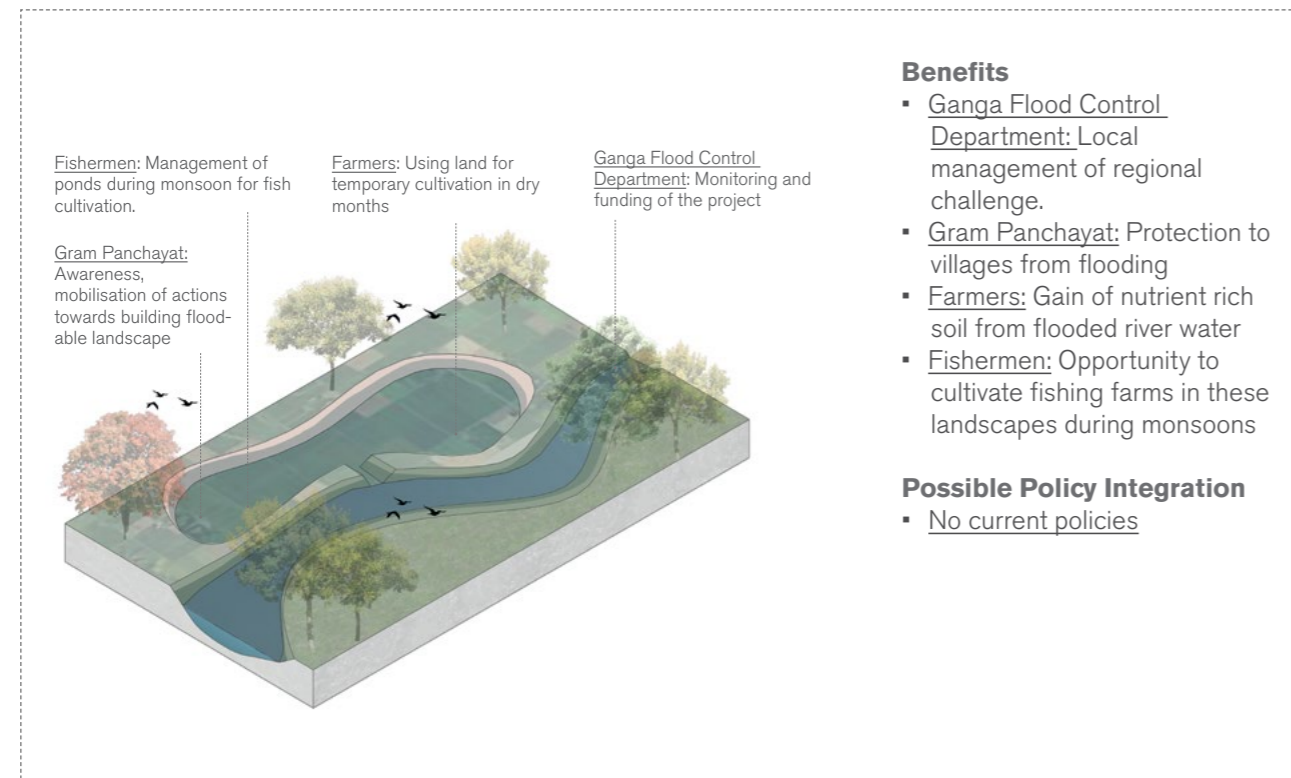 Fishermen: Management of
ponds during monsoon for fish
cultivation.
Gram Panchayat:
Awareness,
mobilisation of actions
towards building flood-
able landscape
Farmers: Using land for
temporary cultivation in dry
months
Ganga Flood Control
Department: Monitoring and
funding of the project
Benefits
▪ Ganga Flood Control
Department: Local
management of regional
challenge.
▪ Gram Panchayat: Protection to
villages from flooding
▪ Farmers: Gain of nutrient rich
soil from flooded river water
▪ Fishermen: Opportunity to
cultivate fishing farms in these
landscapes during monsoons
Possible Policy Integration
▪ No current policies